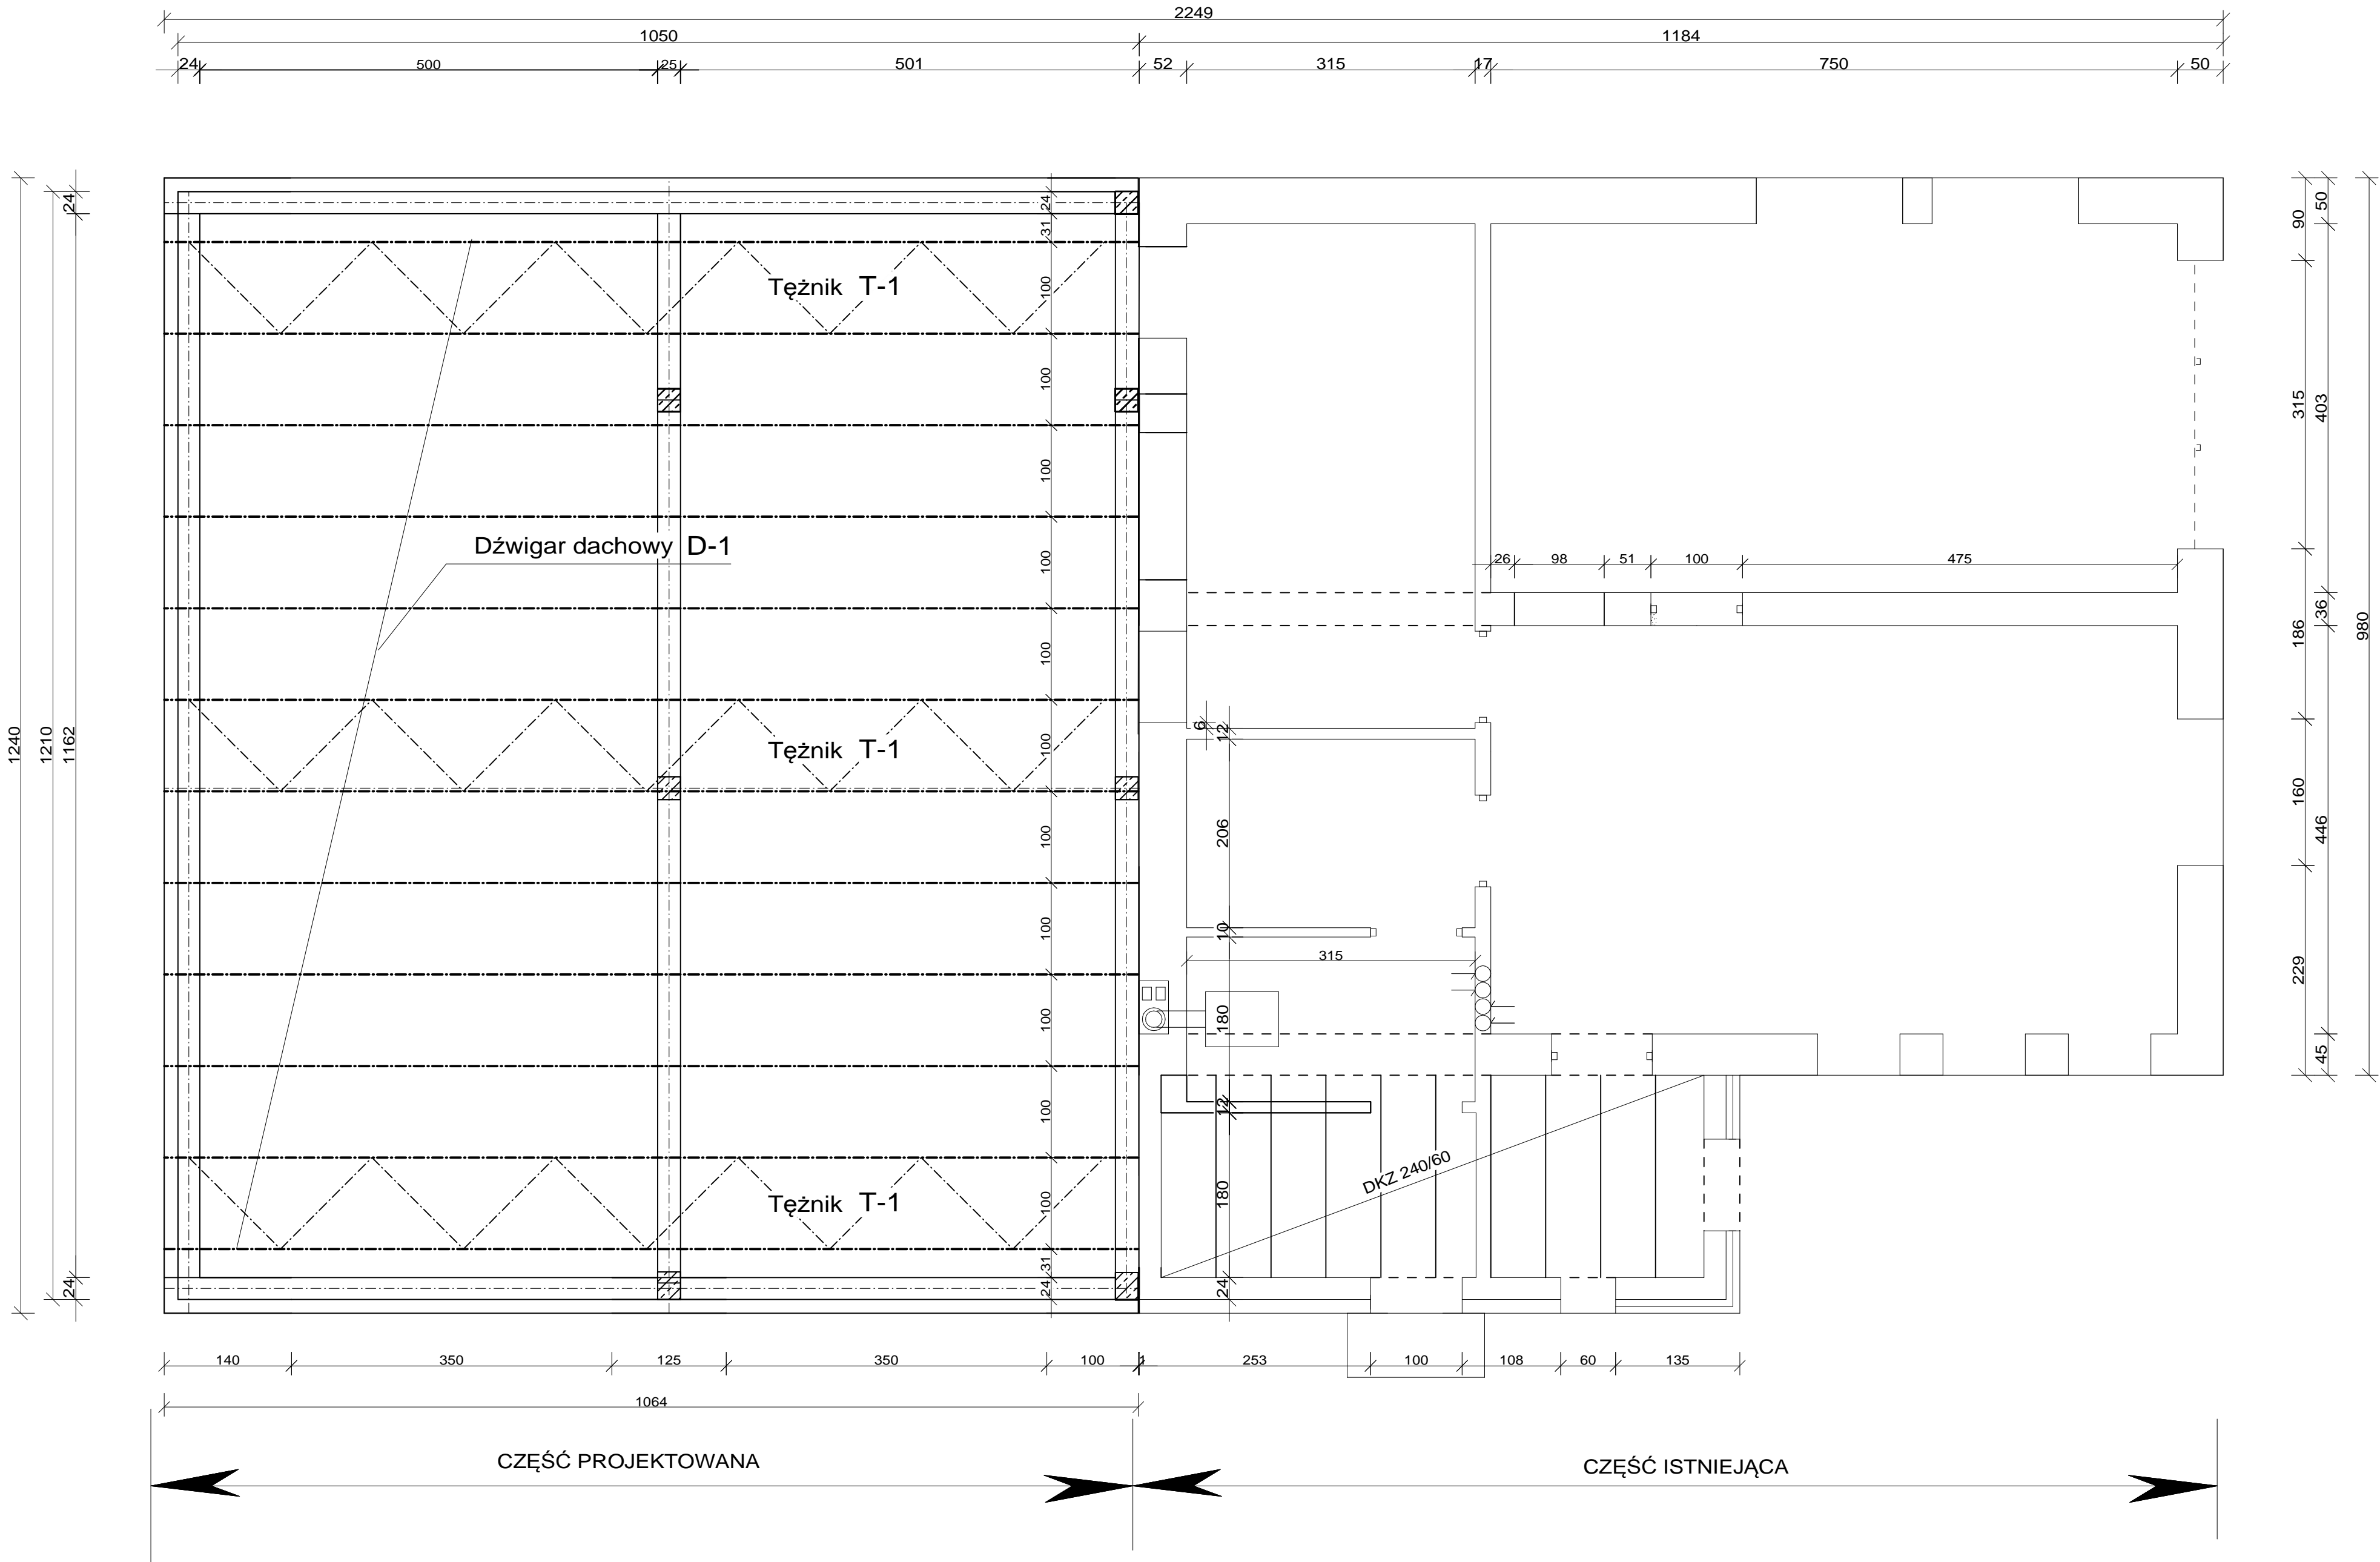 2249
1050 1184
24 500 25 501 52 315 17 750 50
24 24 31 90 50
Tężnik T-1 100
100
315 403
100
Dźwigar dachowy D-1 100
26 98 51 100 475
36
186 980
100
1240 1210 1162
Tężnik T-1 100
6 12
160
100 206 446
100 10
315
229
100 180
45
100 12
DKZ 240/60
Tężnik T-1 100 180
31
24 24 24
140 350 125 350 100 1 253 100 108 60 135
1064
CZĘŚĆ PROJEKTOWANA
CZĘŚĆ ISTNIEJĄCA